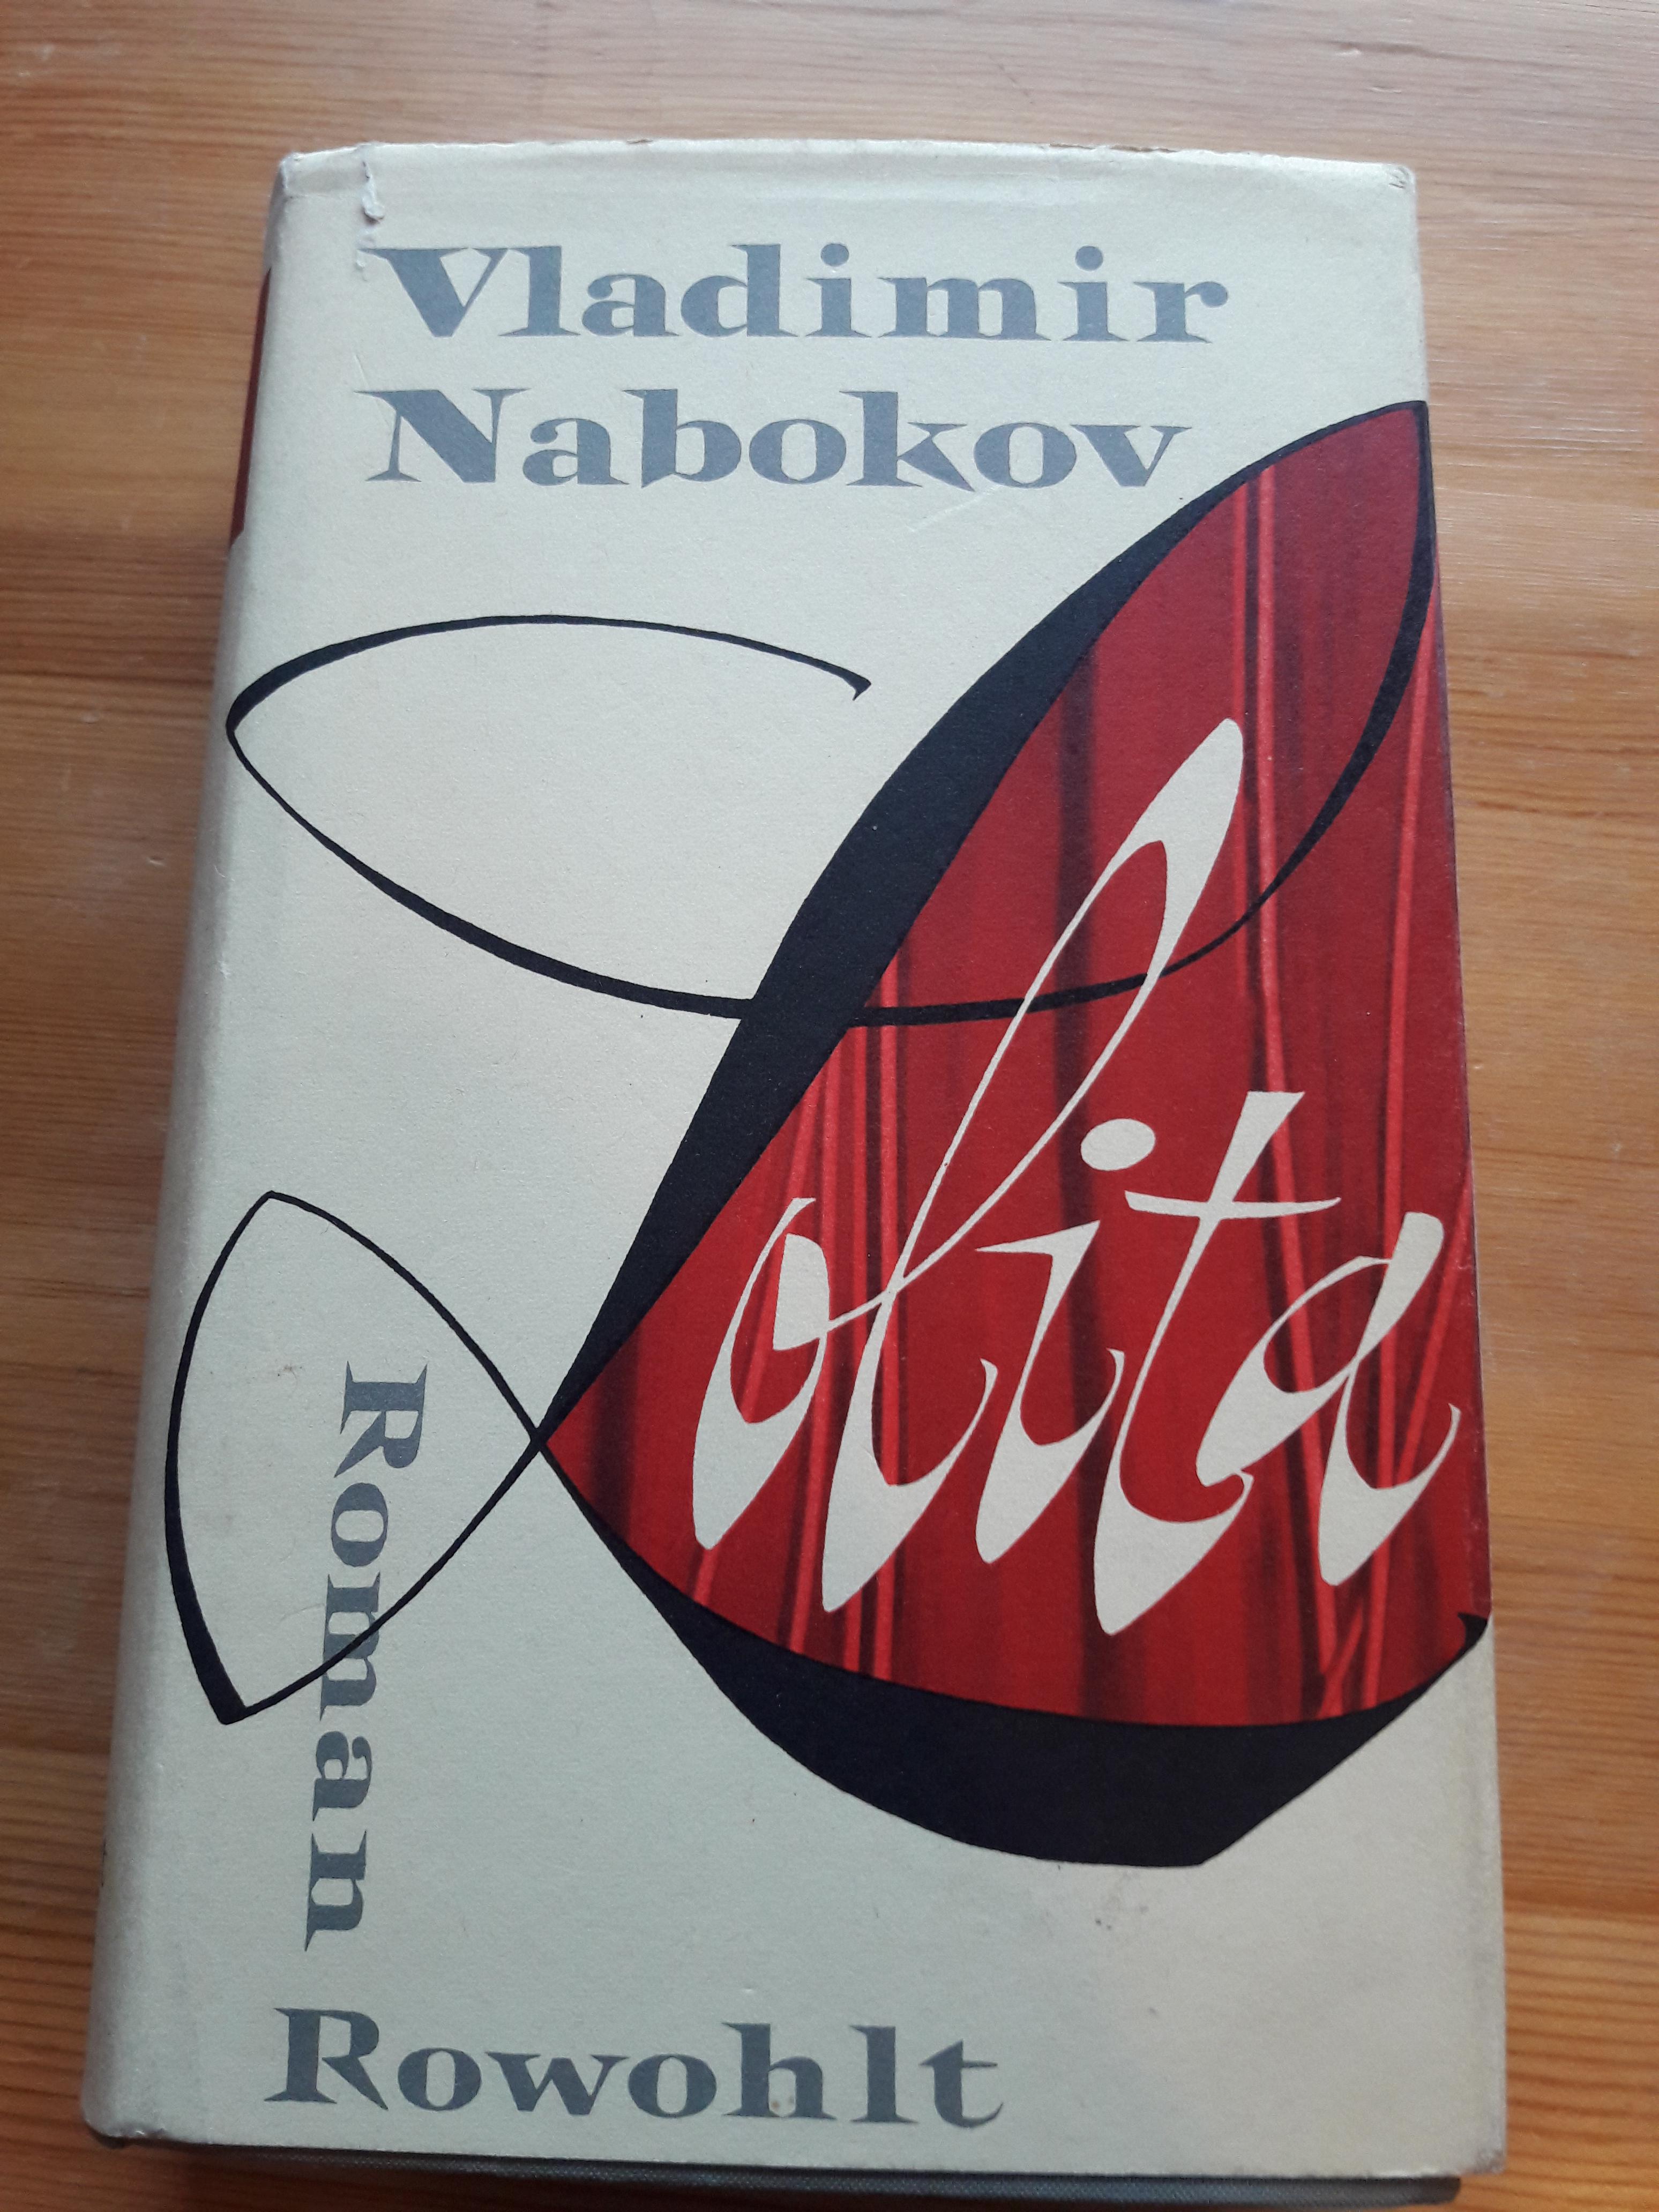 Vladimir
Nabokov
Lolita
Roman
Rowohlt